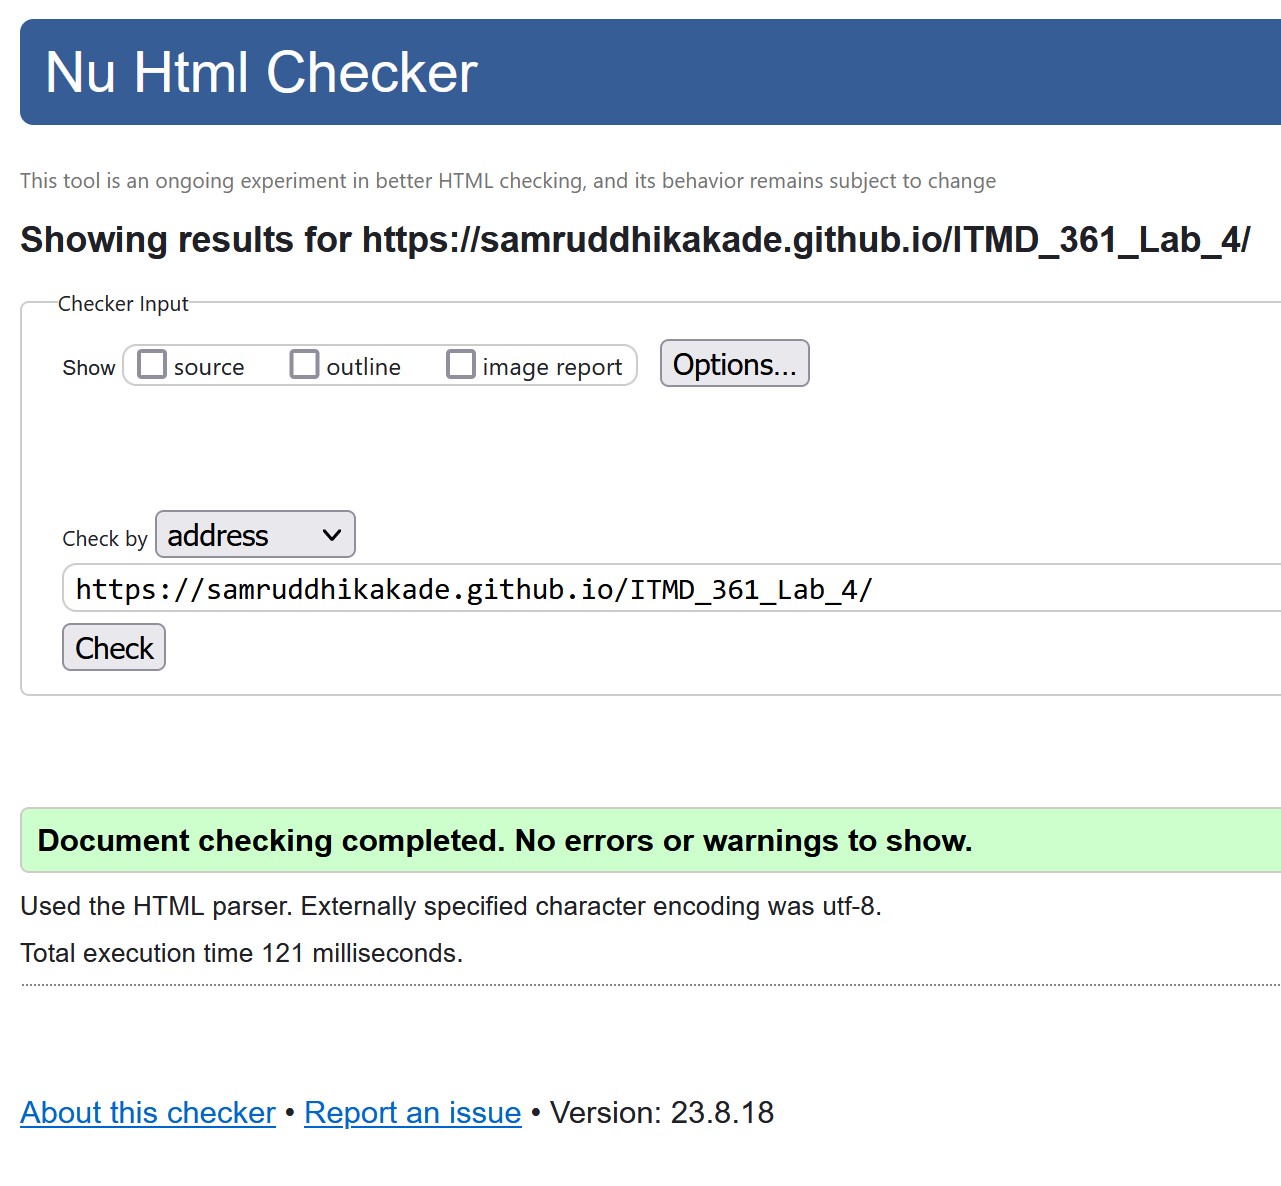 Nu Html Checker
This tool is an ongoing experiment in better HTML checking, and its behavior remains subject to change
Showing results for https://samruddhikakade.github.io/ITMD_361_Lab_4/
Checker Input
Show source outline image report Options...
Check by address
https://samruddhikakade.github.io/ITMD_361_Lab_4/
Check
Document checking completed. No errors or warnings to show.
Used the HTML parser. Externally specified character encoding was utf-8.
Total execution time 121 milliseconds.
About this checker • Report an issue • Version: 23.8.18